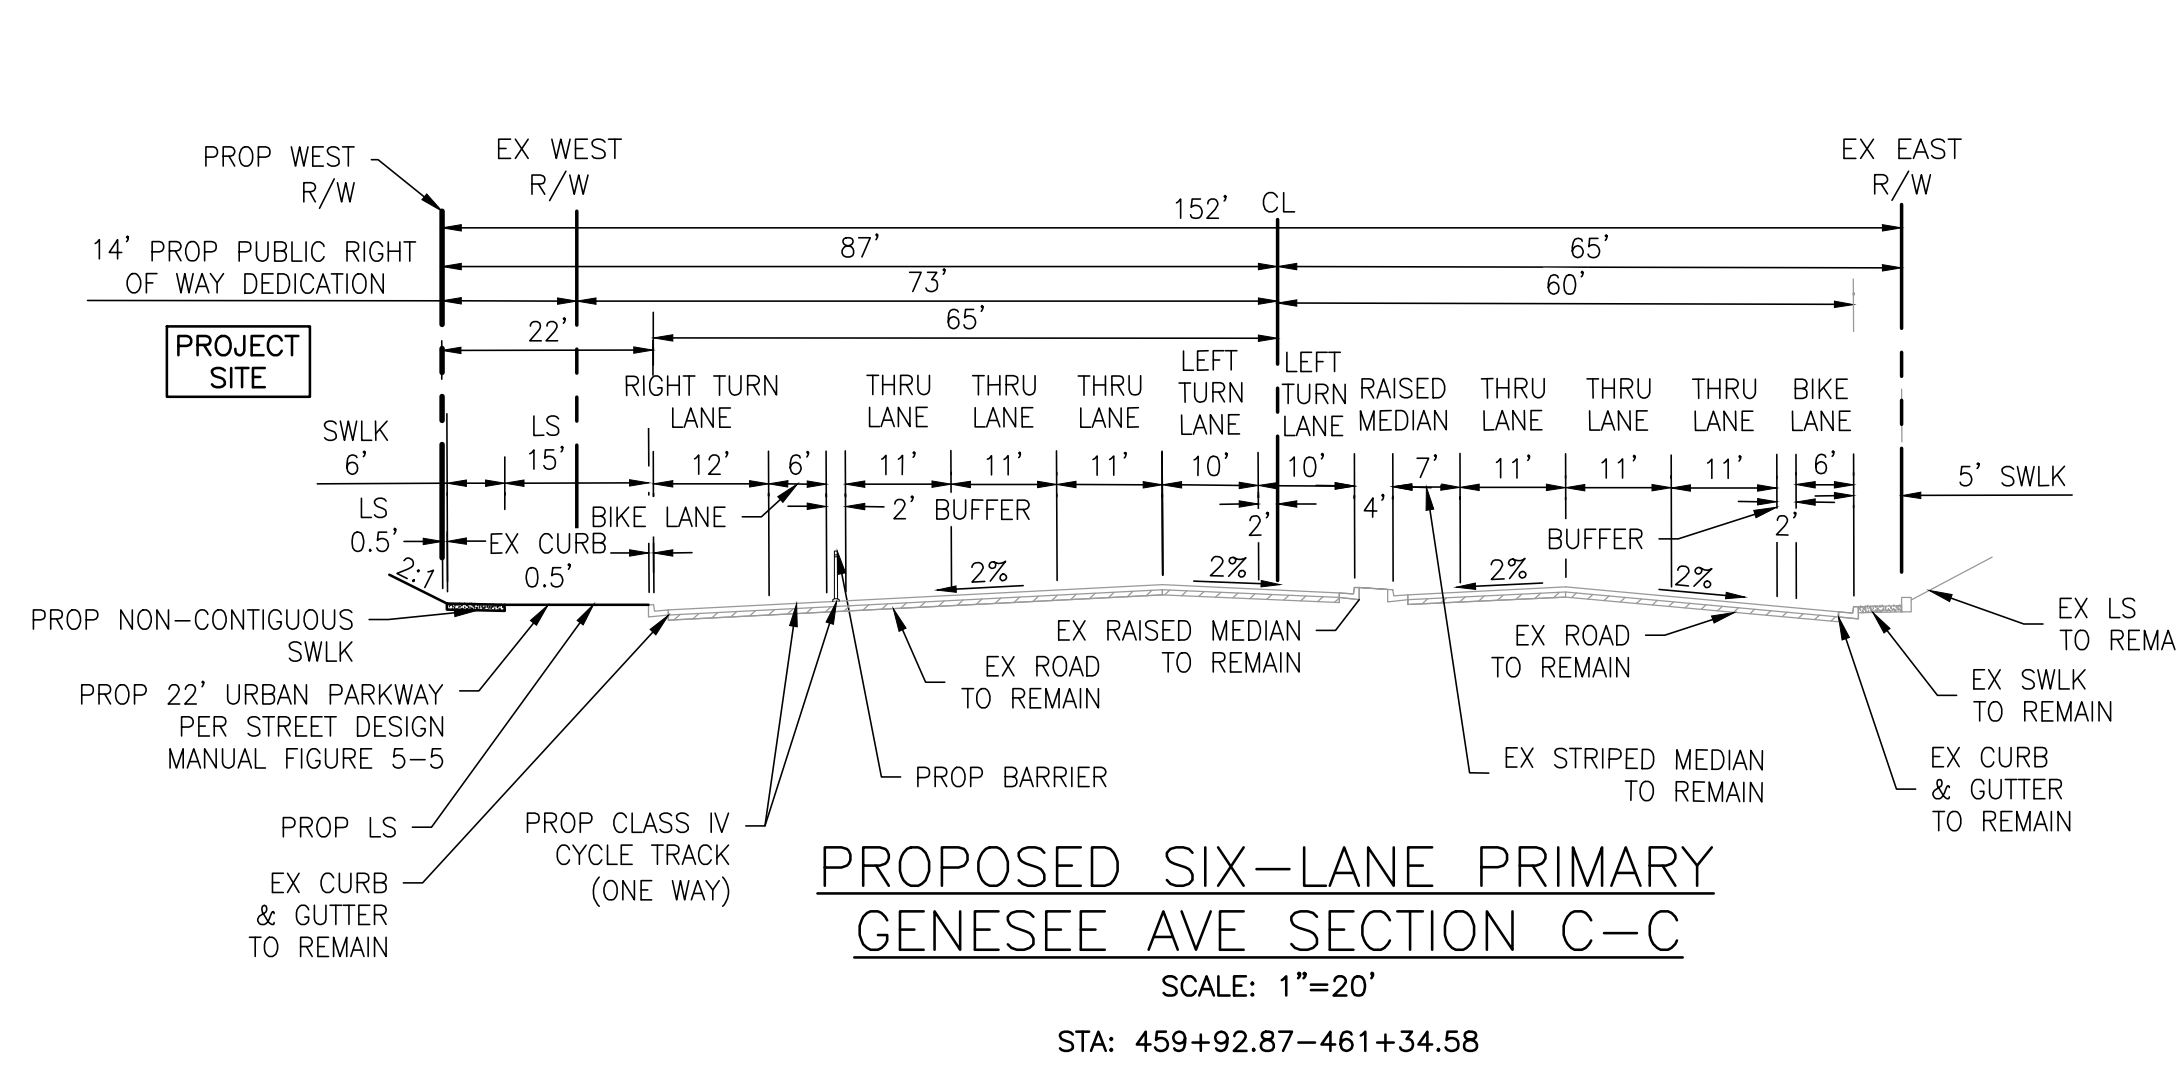 PROP WEST
R/W
EX WEST
R/W
EX EAST
R/W
152'
CL
14' PROP PUBLIC RIGHT
OF WAY DEDICATION
87'
65'
73'
60'
22'
65'
PROJECT
SITE
SWLK
6'
LS
15'
RIGHT TURN
LANE
12'
6'
THRU
LANE
11'
THRU
LANE
11'
THRU
LANE
11'
LEFT
TURN
LANE
10'
LEFT
TURN
LANE
10'
RAISED
MEDIAN
7'
THRU
LANE
11'
THRU
LANE
11'
THRU
LANE
11'
BIKE
LANE
6'
5' SWLK
LS
0.5'
EX CURB
0.5'
BIKE LANE
2' BUFFER
2'
4'
BUFFER
2'
2:1
2%
2%
2%
2%
PROP NON-CONTIGUOUS
SWLK
PROP 22' URBAN PARKWAY
PER STREET DESIGN
MANUAL FIGURE 5-5
PROP LS
EX CURB
& GUTTER
TO REMAIN
PROP CLASS IV
CYCLE TRACK
(ONE WAY)
PROP BARRIER
EX ROAD
TO REMAIN
EX RAISED MEDIAN
TO REMAIN
EX ROAD
TO REMAIN
EX STRIPED MEDIAN
TO REMAIN
EX LS
TO REMA
EX SWLK
TO REMAIN
EX CURB
& GUTTER
TO REMAIN
PROPOSED SIX-LANE PRIMARY
GENESEE AVE SECTION C-C
SCALE: 1"=20'
STA: 459+92.87-461+34.58